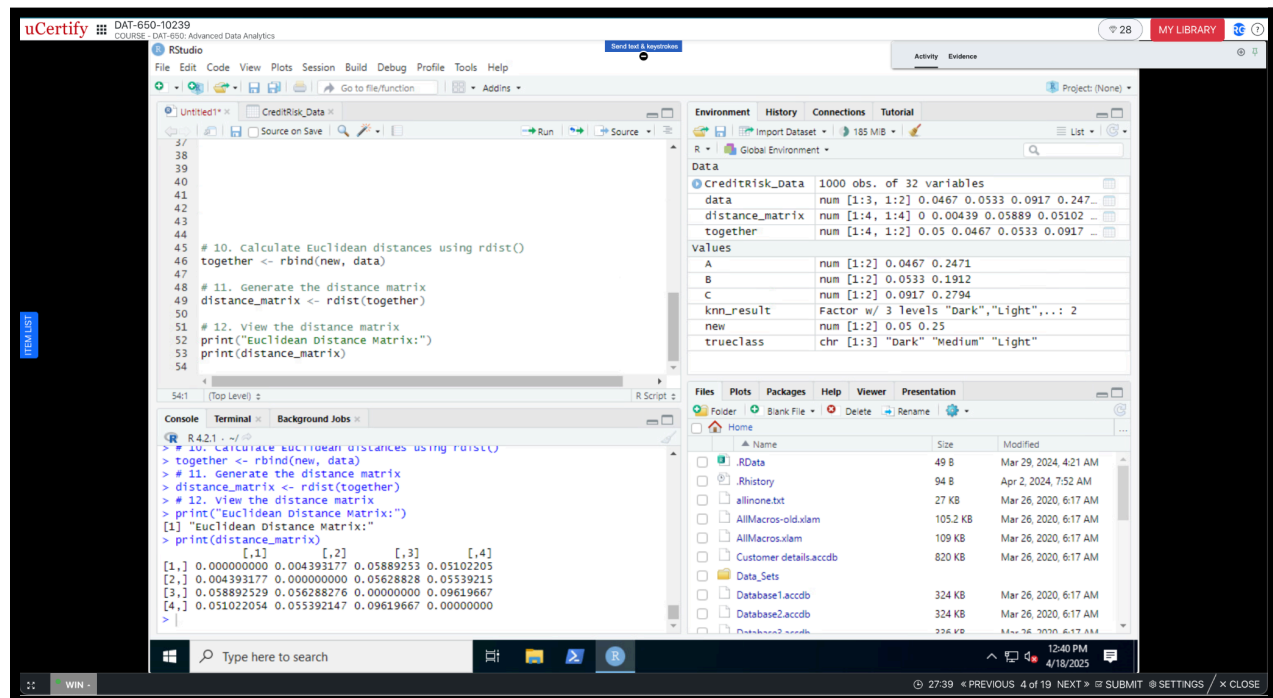 uCertify DAT-650-10239
COURSE - DAT-650: Advanced Data Analytics
28 MY LIBRARY RG
RStudio
Send text & keystrokes
Activity Evidence
File Edit Code View Plots Session Build Debug Profile Tools Help
Go to file/function Addins
Project: (None)
Untitled1* CreditRisk_Data
Source on Save Run Source
37
38
39
40
41
42
43
44
45 # 10. Calculate Euclidean distances using rdist()
46 together <- rbind(new, data)
47
48 # 11. Generate the distance matrix
49 distance_matrix <- rdist(together)
50
51 # 12. View the distance matrix
52 print("Euclidean Distance Matrix:")
53 print(distance_matrix)
54
54:1 (Top Level) R Script
Console Terminal Background Jobs
R 4.2.1 · ~/
> # 10. Calculate Euclidean distances using rdist()
> together <- rbind(new, data)
> # 11. Generate the distance matrix
> distance_matrix <- rdist(together)
> # 12. View the distance matrix
> print("Euclidean Distance Matrix:")
[1] "Euclidean Distance Matrix:"
> print(distance_matrix)
[,1] [,2] [,3] [,4]
[1,] 0.000000000 0.004393177 0.05889253 0.05102205
[2,] 0.004393177 0.000000000 0.05628828 0.05539215
[3,] 0.058892529 0.056288276 0.00000000 0.09619667
[4,] 0.051022054 0.055392147 0.09619667 0.00000000
>
Environment History Connections Tutorial
Import Dataset 185 MiB List
R Global Environment
Data
CreditRisk_Data 1000 obs. of 32 variables
data num [1:3, 1:2] 0.0467 0.0533 0.0917 0.247…
distance_matrix num [1:4, 1:4] 0 0.00439 0.05889 0.05102 …
together num [1:4, 1:2] 0.05 0.0467 0.0533 0.0917 …
Values
A num [1:2] 0.0467 0.2471
B num [1:2] 0.0533 0.1912
C num [1:2] 0.0917 0.2794
knn_result Factor w/ 3 levels "Dark","Light",..: 2
new num [1:2] 0.05 0.25
trueclass chr [1:3] "Dark" "Medium" "Light"
Files Plots Packages Help Viewer Presentation
Folder Blank File Delete Rename
Home
Name Size Modified
.RData 49 B Mar 29, 2024, 4:21 AM
.Rhistory 94 B Apr 2, 2024, 7:52 AM
allinone.txt 27 KB Mar 26, 2020, 6:17 AM
AllMacros-old.xlam 105.2 KB Mar 26, 2020, 6:17 AM
AllMacros.xlam 109 KB Mar 26, 2020, 6:17 AM
Customer details.accdb 820 KB Mar 26, 2020, 6:17 AM
Data_Sets
Database1.accdb 324 KB Mar 26, 2020, 6:17 AM
Database2.accdb 324 KB Mar 26, 2020, 6:17 AM
Database3.accdb 336 KB Mar 26, 2020, 6:17 AM
ITEM LIST
Type here to search
12:40 PM
4/18/2025
WIN
27:39 « PREVIOUS 4 of 19 NEXT » SUBMIT SETTINGS × CLOSE